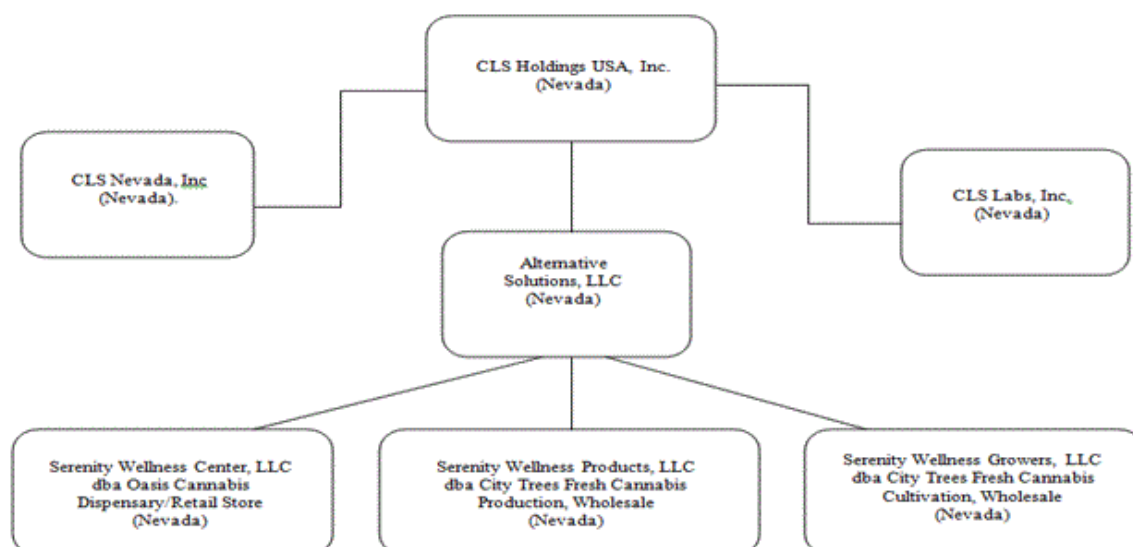 CLS Holdings USA, Inc.
(Nevada)
CLS Nevada, Inc
(Nevada).
CLS Labs, Inc,
(Nevada)
Alternative
Solutions, LLC
(Nevada)
Serenity Wellness Center, LLC
dba Oasis Cannabis
Dispensary/Retail Store
(Nevada)
Serenity Wellness Products, LLC
dba City Trees Fresh Cannabis
Production, Wholesale
(Nevada)
Serenity Wellness Growers, LLC
dba City Trees Fresh Cannabis
Cultivation, Wholesale
(Nevada)